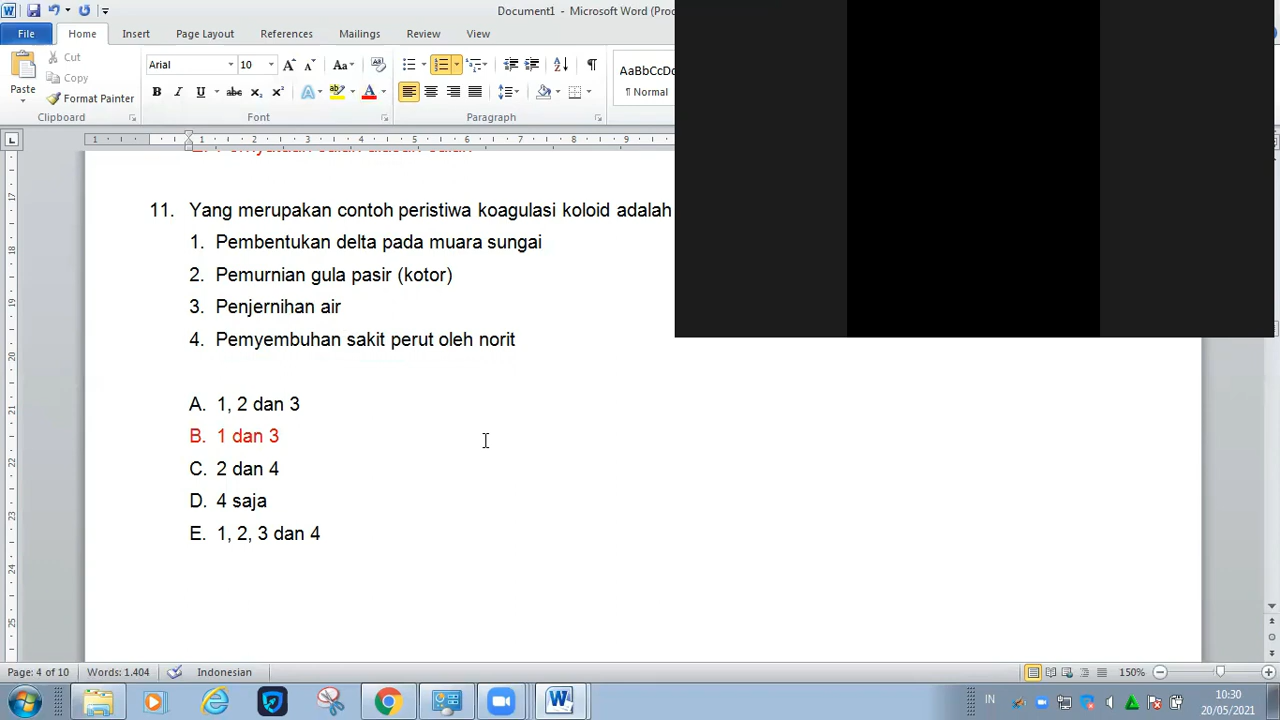 Document1 - Microsoft Word
File Home Insert Page Layout References Mailings Review View
Paste
Cut
Copy
Format Painter
Clipboard
Arial 10
Font
Paragraph
AaBbCcDc
¶ Normal
11. Yang merupakan contoh peristiwa koagulasi koloid adalah
1. Pembentukan delta pada muara sungai
2. Pemurnian gula pasir (kotor)
3. Penjernihan air
4. Pemyembuhan sakit perut oleh norit
A. 1, 2 dan 3
B. 1 dan 3
C. 2 dan 4
D. 4 saja
E. 1, 2, 3 dan 4
Page: 4 of 10 Words: 1.404 Indonesian 150%
IN 10:30
20/05/2021